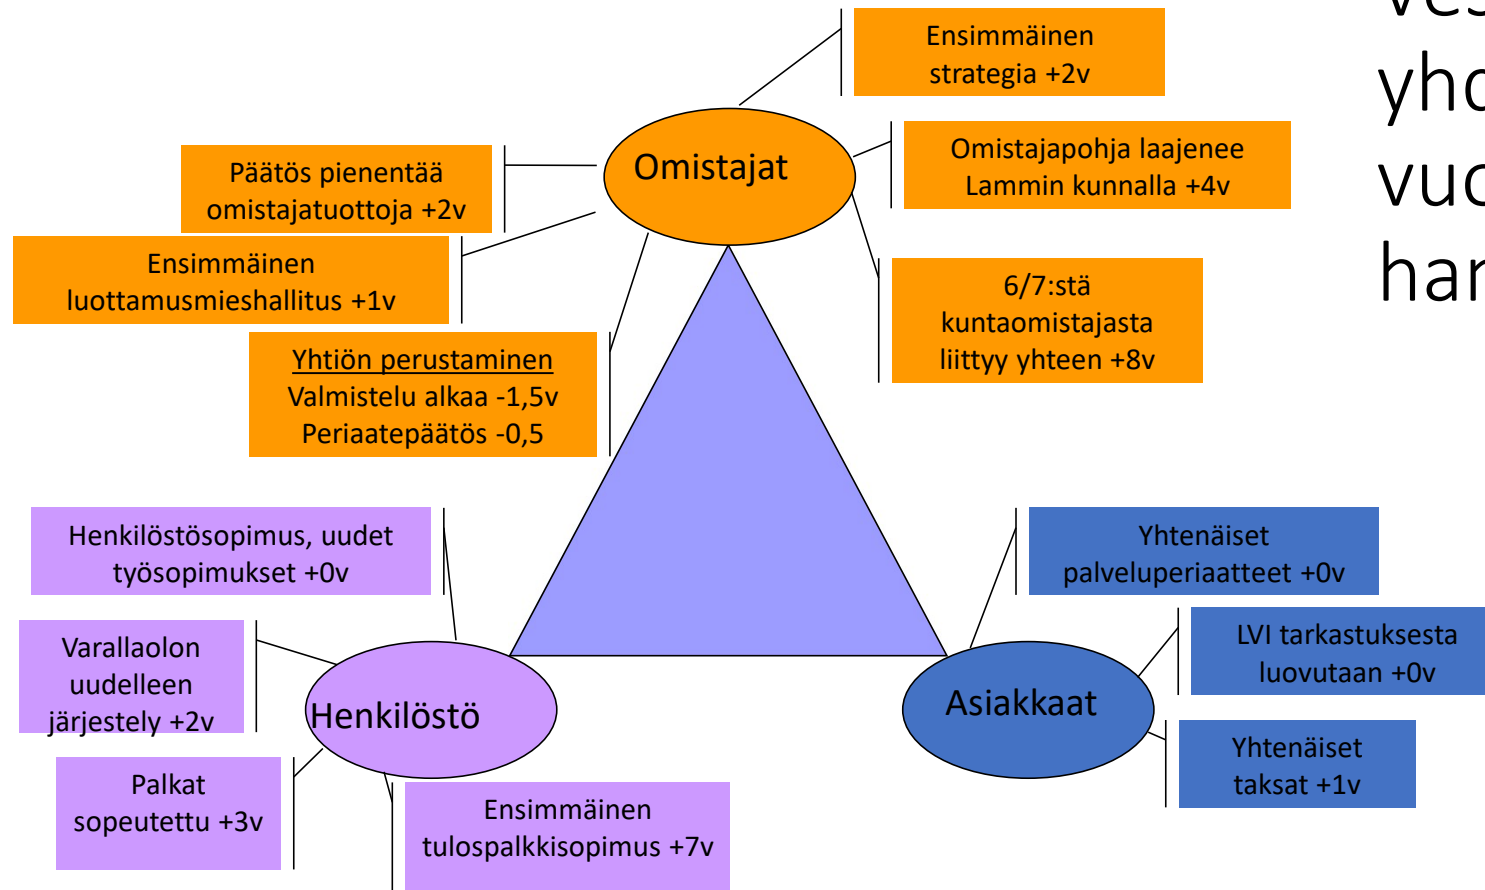 Ensimmäinen
strategia +2v
Omistajat
Omistajapohja laajenee
Lammin kunnalla +4v
Päätös pienentää
omistajatuottoja +2v
Ensimmäinen
luottamusmieshallitus +1v
6/7:stä
kuntaomistajasta
liittyy yhteen +8v
Yhtiön perustaminen
Valmistelu alkaa -1,5v
Periaatepäätös -0,5
Henkilöstösopimus, uudet
työsopimukset +0v
Yhtenäiset
palveluperiaatteet +0v
Varallaolon
uudelleen
järjestely +2v
LVI tarkastuksesta
luovutaan +0v
Henkilöstö
Asiakkaat
Yhtenäiset
taksat +1v
Palkat
sopeutettu +3v
Ensimmäinen
tulospalkkisopimus +7v